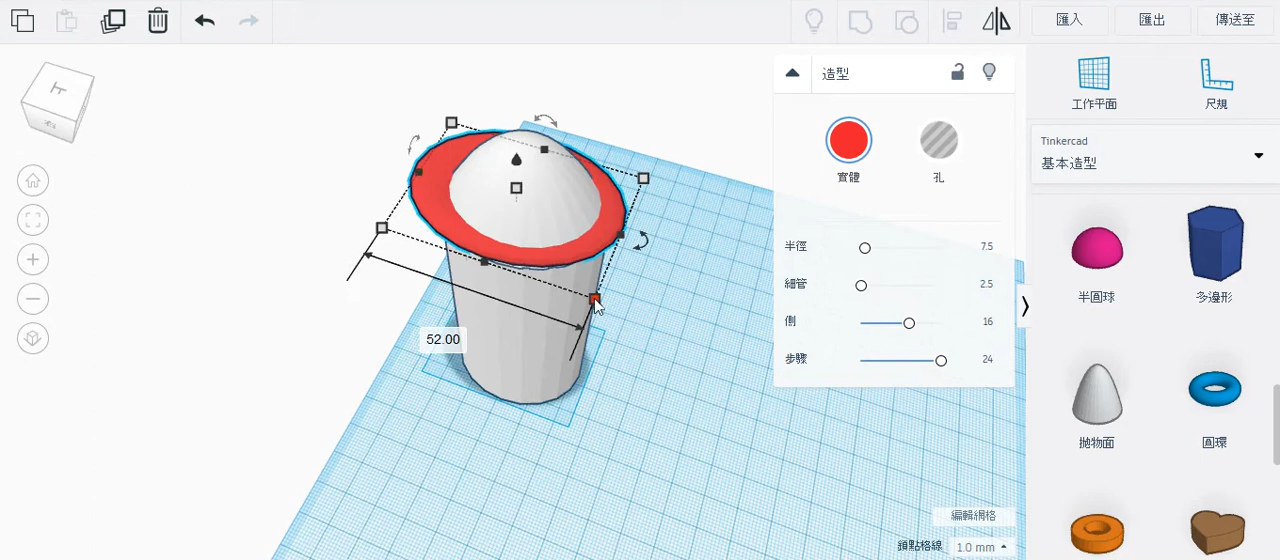 匯入
匯出
傳送至
造型
實體
孔
半徑
7.5
細管
2.5
側
16
步驟
24
52.00
工作平面
尺規
Tinkercad
基本造型
半圓球
多邊形
拋物面
圓環
編輯網格
鎖點格線
1.0 mm